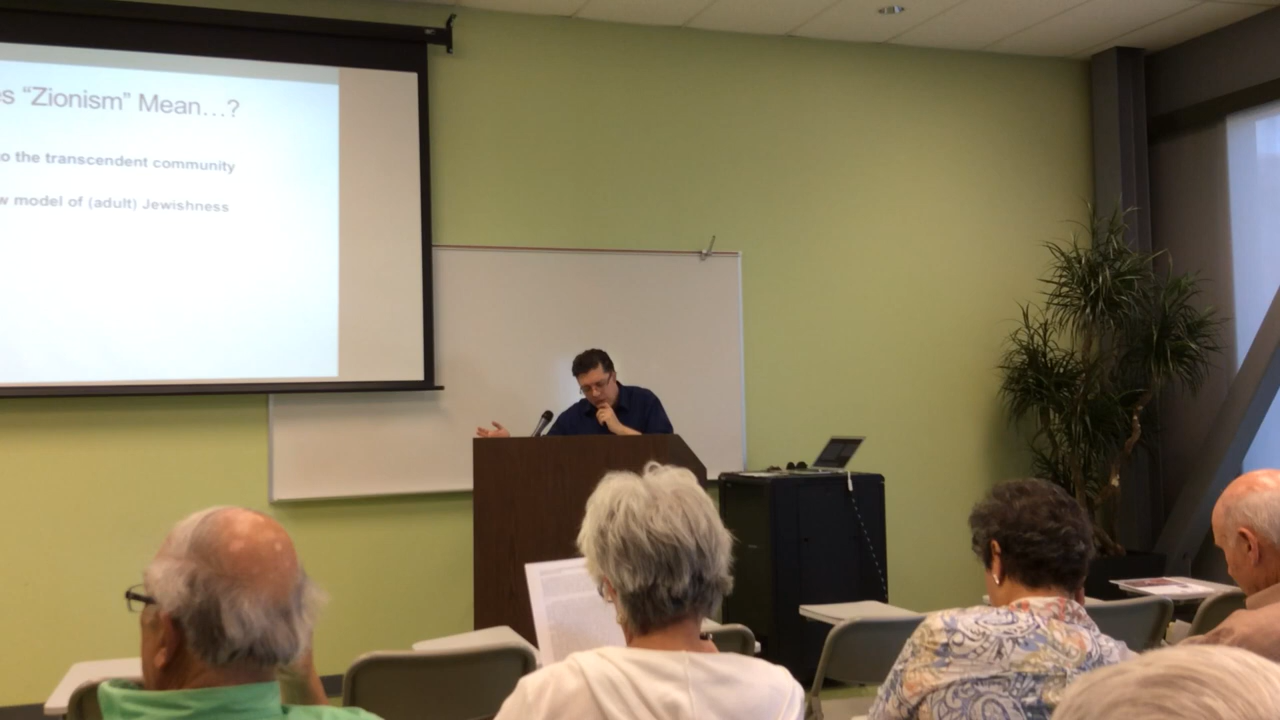 es “Zionism” Mean…?
o the transcendent community
w model of (adult) Jewishness